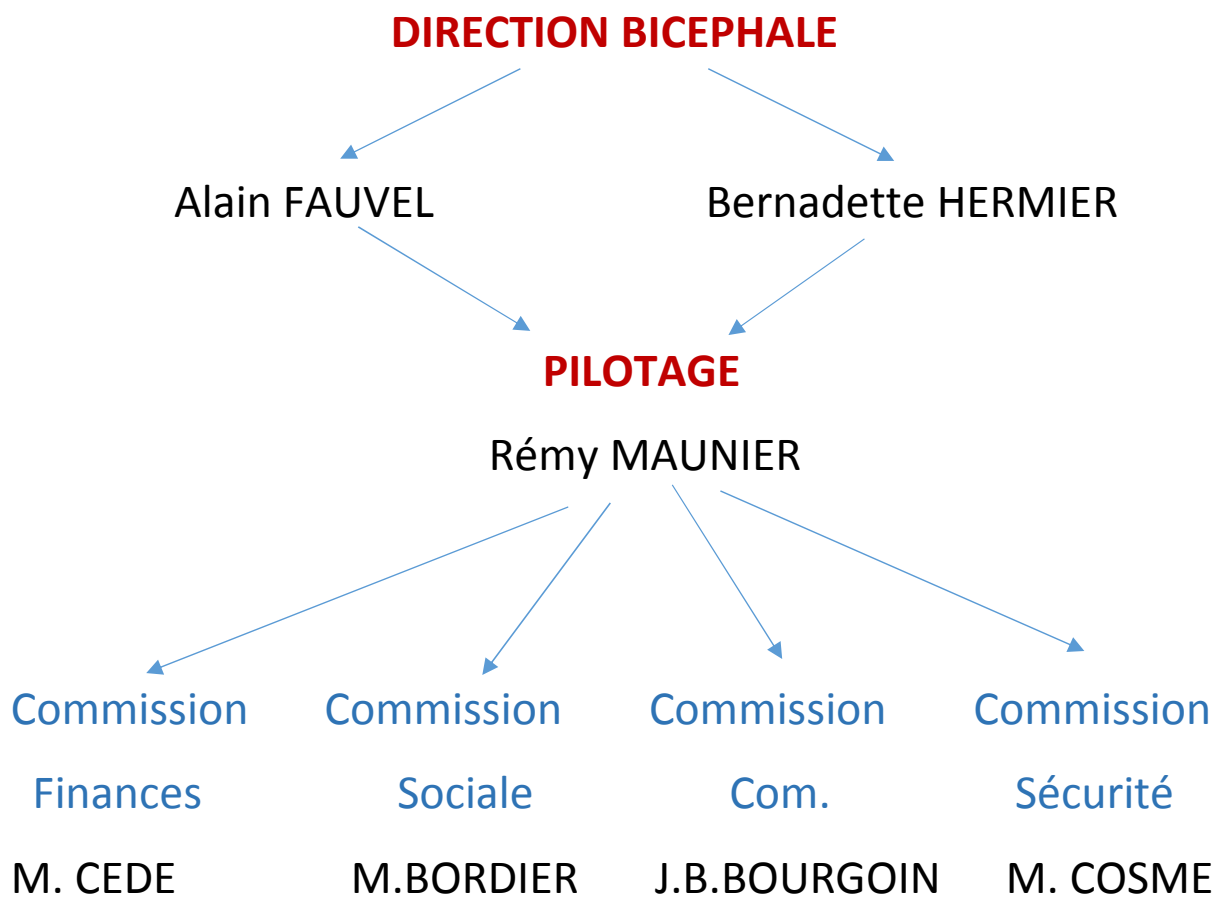 DIRECTION BICEPHALE
Alain FAUVEL
Bernadette HERMIER
PILOTAGE
Rémy MAUNIER
Commission
Finances
M. CEDE
Commission
Sociale
M.BORDIER
Commission
Com.
J.B.BOURGOIN
Commission
Sécurité
M. COSME